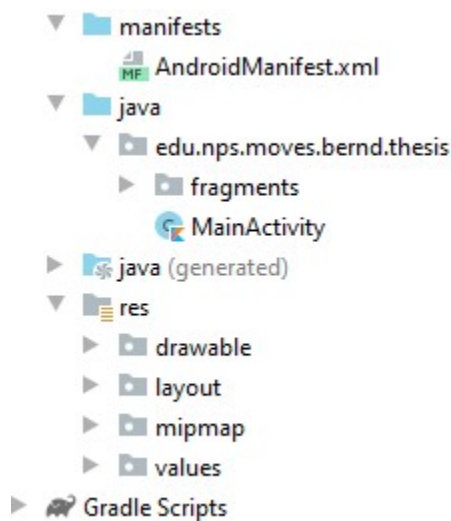 manifests
MF AndroidManifest.xml
java
edu.nps.moves.bernd.thesis
fragments
MainActivity
java (generated)
res
drawable
layout
mipmap
values
Gradle Scripts